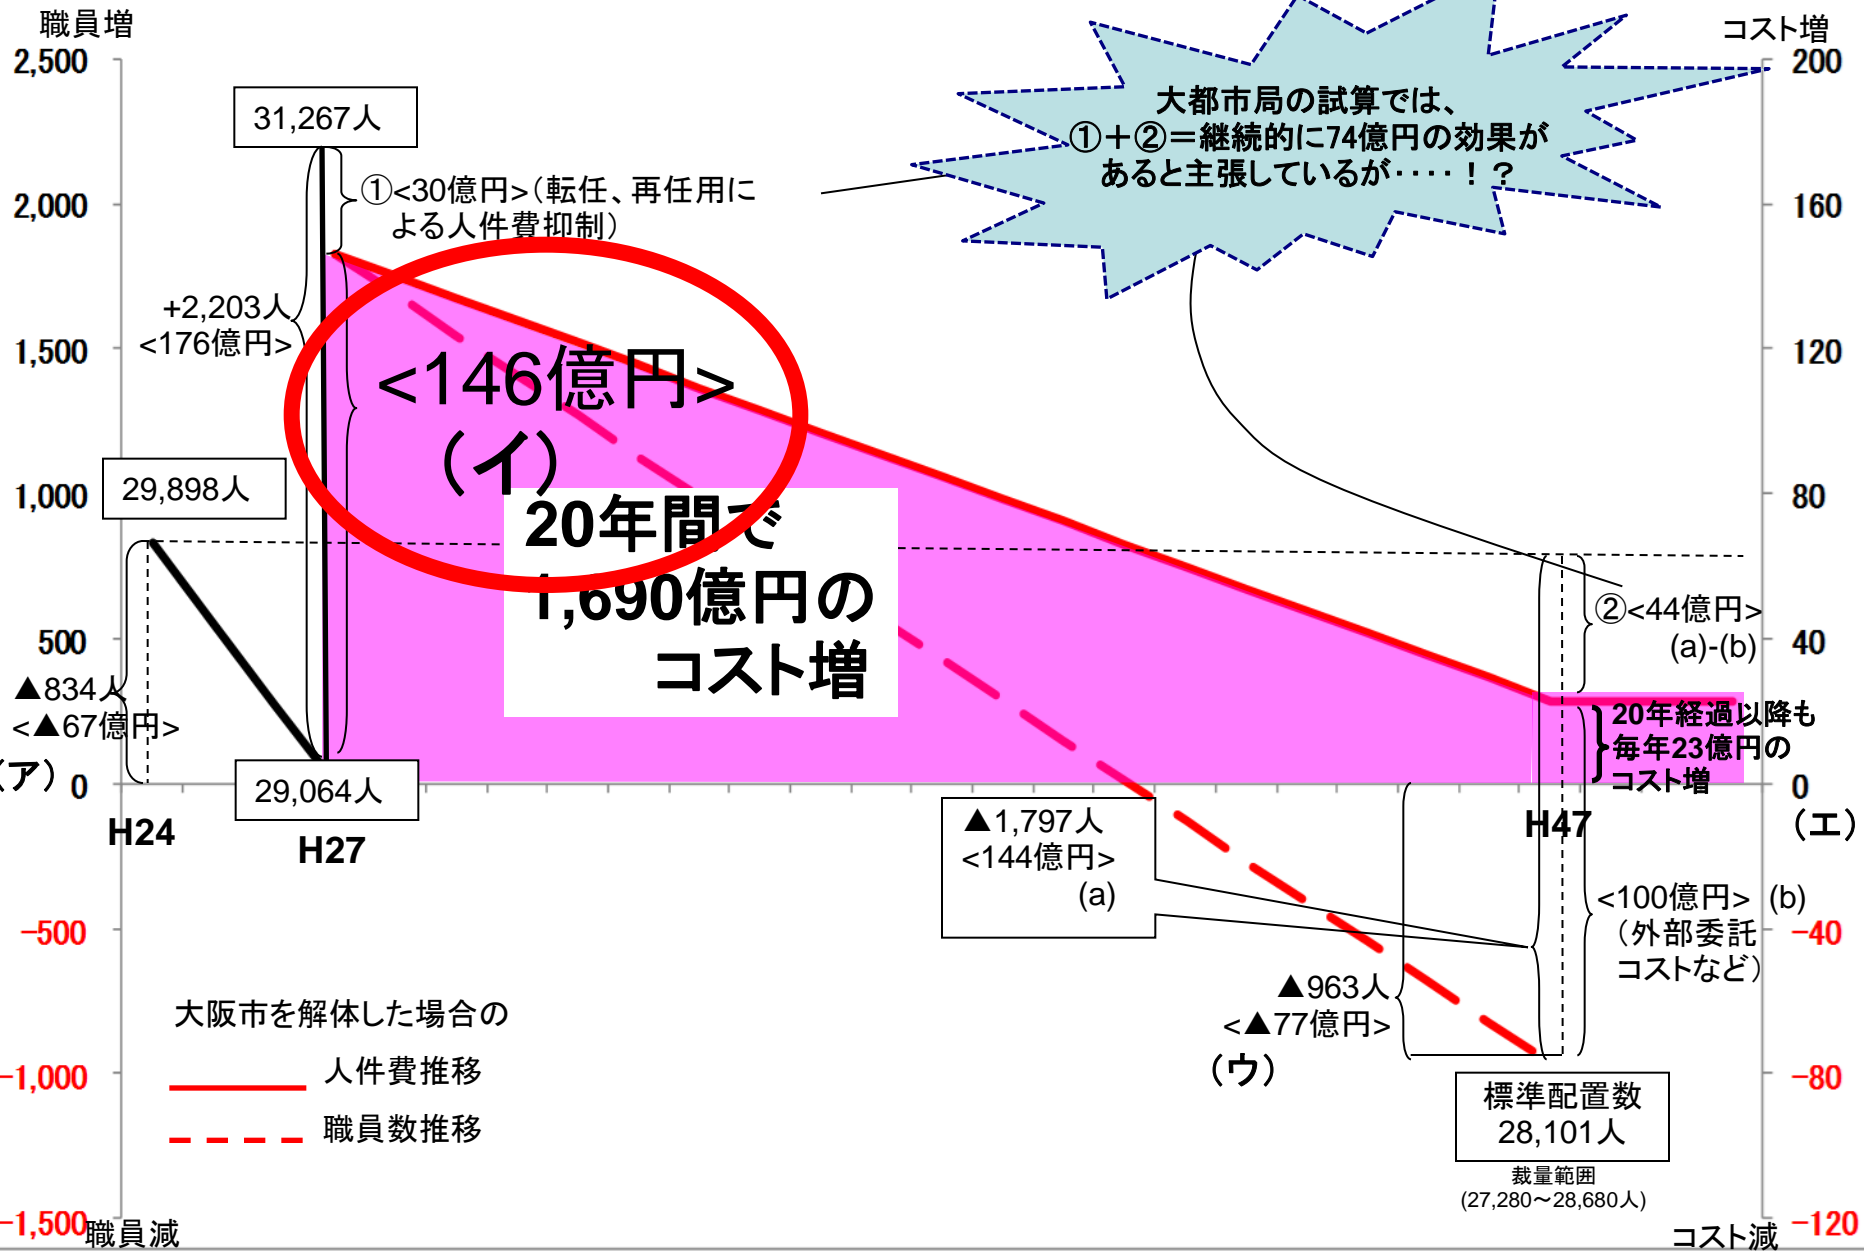 職員増
コスト増
2,500
200
大都市局の試算では、
①＋②＝継続的に74億円の効果が
あると主張しているが‥‥！？
31,267人
①<30億円>（転任、再任用に
よる人件費抑制）
2,000
160
+2,203人
<176億円>
1,500
120
<146億円>
（イ）
29,898人
1,000
80
20年間で
1,690億円の
コスト増
500
40
②<44億円>
(a)-(b)
▲834人
<▲67億円>
（ア）
0
29,064人
20年経過以降も
毎年23億円の
コスト増
0
H24
H27
H47
（エ）
▲1,797人
<144億円>
(a)
<100億円> (b)
（外部委託
コストなど）
−500
−40
▲963人
<▲77億円>
（ウ）
大阪市を解体した場合の
人件費推移
職員数推移
−1,000
−80
標準配置数
28,101人
裁量範囲
(27,280～28,680人)
−1,500
職員減
コスト減
−120